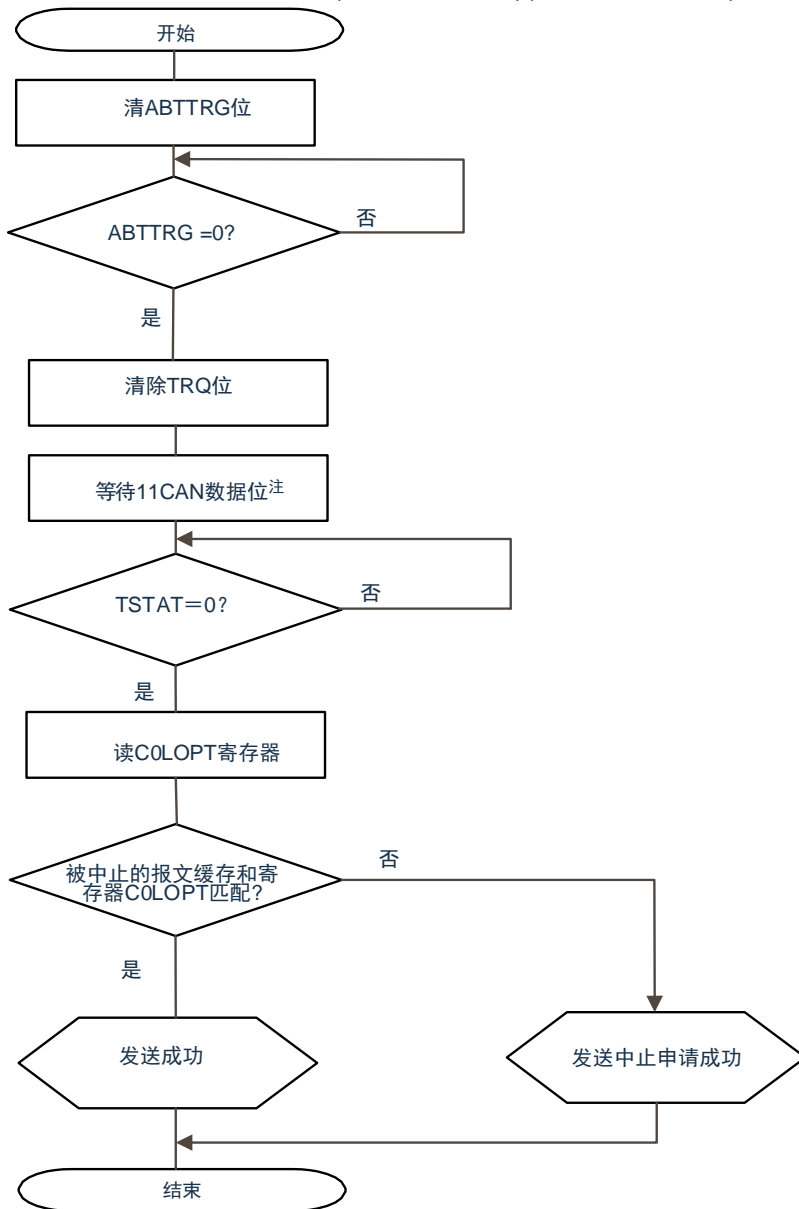 开始
清ABTTRG位
ABTTRG =0?
否
是
清除TRQ位
等待11CAN数据位注
TSTAT＝0?
否
是
读C0LOPT寄存器
被中止的报文缓存和寄
存器C0LOPT匹配?
否
是
发送成功
发送中止申请成功
结束